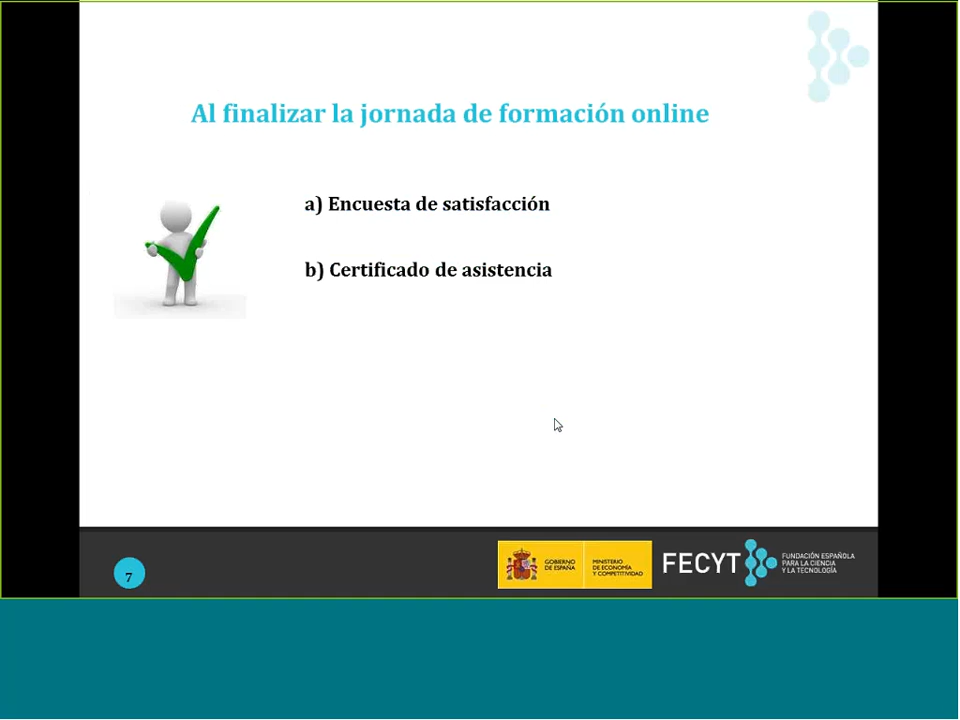 Al finalizar la jornada de formación online
a) Encuesta de satisfacción
b) Certificado de asistencia
7
GOBIERNO
DE ESPAÑA
MINISTERIO
DE ECONOMÍA
Y COMPETITIVIDAD
FECYT
FUNDACIÓN ESPAÑOLA
PARA LA CIENCIA
Y LA TECNOLOGÍA